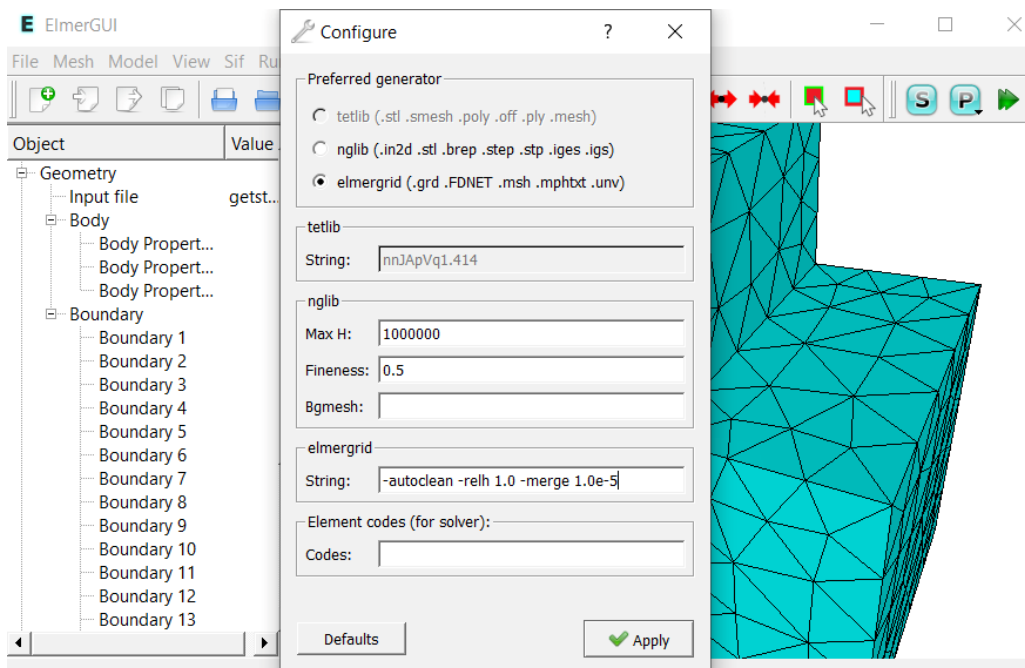 ElmerGUI
File Mesh Model View Sif Ru
Object Value
Geometry
Input file getst...
Body
Body Propert...
Body Propert...
Body Propert...
Boundary
Boundary 1
Boundary 2
Boundary 3
Boundary 4
Boundary 5
Boundary 6
Boundary 7
Boundary 8
Boundary 9
Boundary 10
Boundary 11
Boundary 12
Boundary 13
Configure ?
Preferred generator
tetlib (.stl .smesh .poly .off .ply .mesh)
nglib (.in2d .stl .brep .step .stp .iges .igs)
elmergrid (.grd .FDNET .msh .mphtxt .unv)
tetlib
String: nnJApVq1.414
nglib
Max H: 1000000
Fineness: 0.5
Bgmesh:
elmergrid
String: -autoclean -relh 1.0 -merge 1.0e-5
Element codes (for solver):
Codes:
Defaults Apply
S P